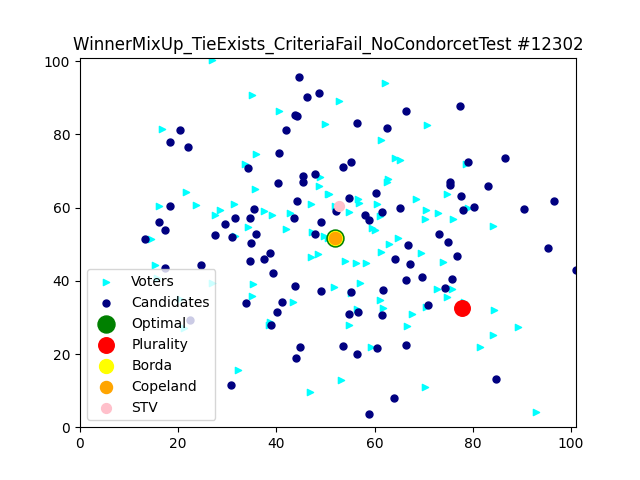 WinnerMixUp_TieExists_CriteriaFail_NoCondorcetTest #12302
100
80
60
40
20
0
Voters
Candidates
Optimal
Plurality
Borda
Copeland
STV
0 20 40 60 80 100